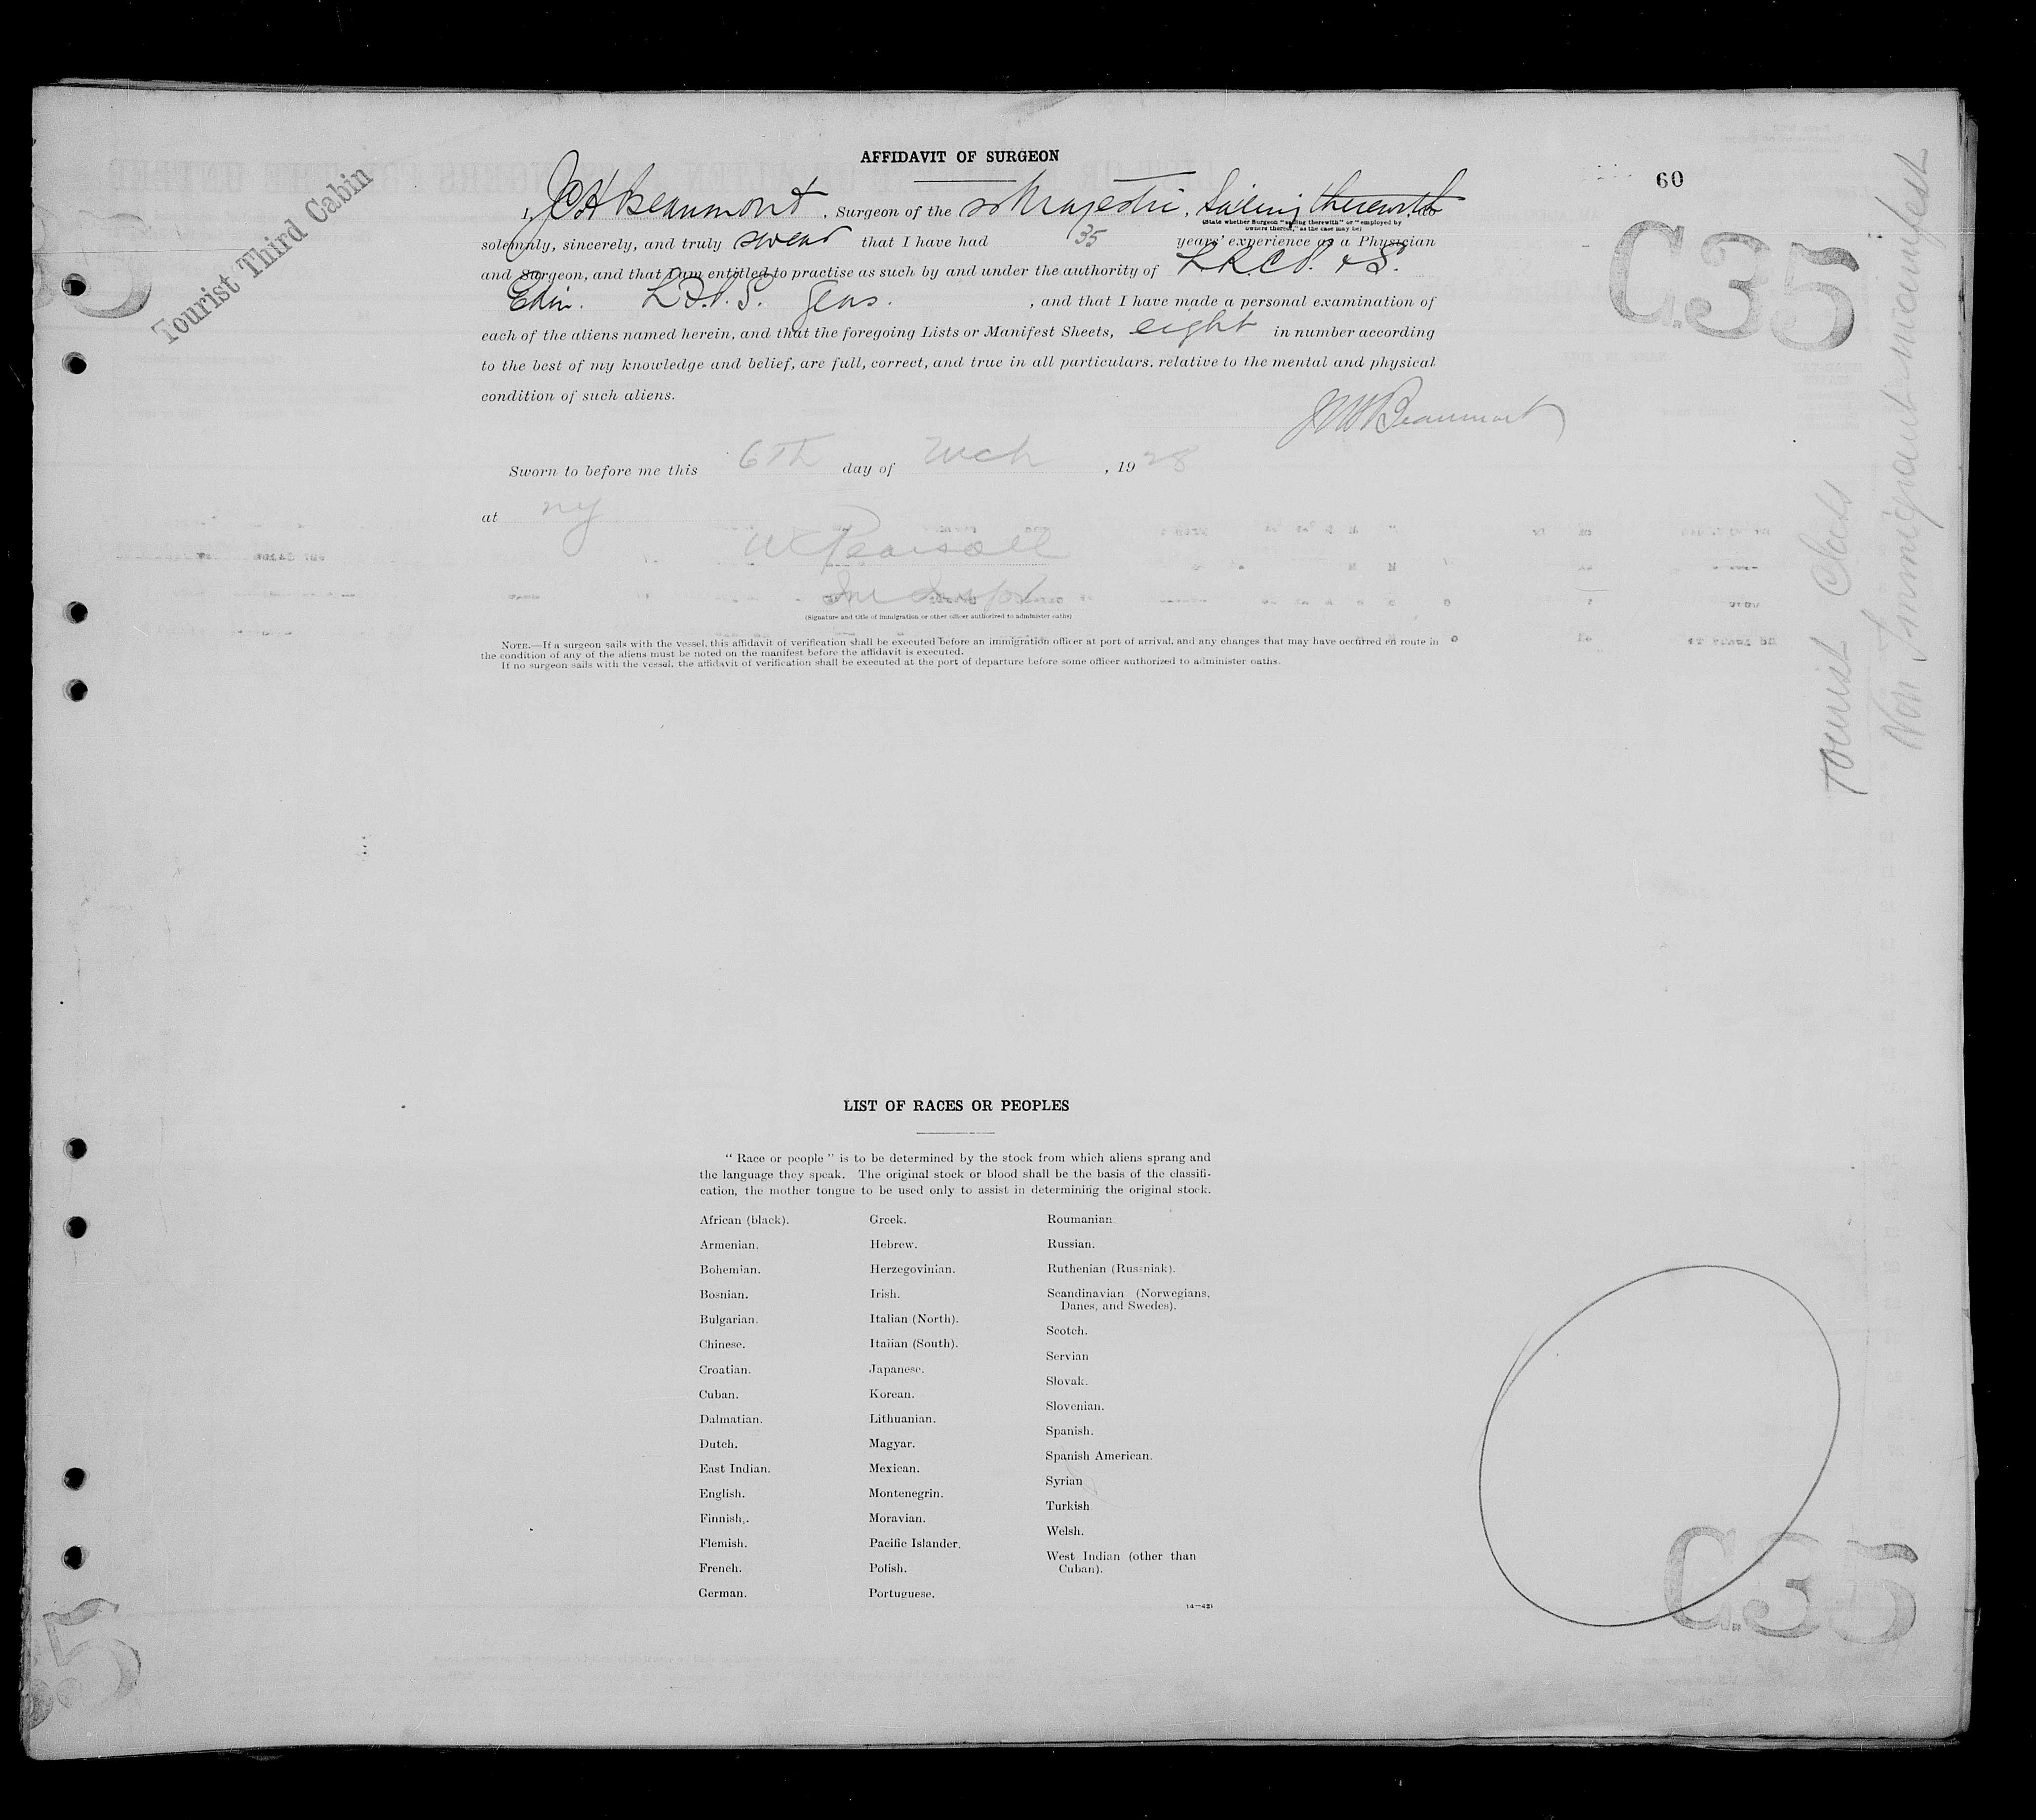 AFFIDAVIT OF SURGEON
60
Tourist Third Cabin
C.35
I, JCH Beaumont, Surgeon of the ss Majestic, Sailing therewith, do
(State whether Surgeon "sailing therewith" or "employed by
owners thereof," as the case may be)
solemnly, sincerely, and truly swear that I have had 35 years' experience as a Physician
and Surgeon, and that I am entitled to practise as such by and under the authority of L.R.C.P. & S.
Edin. L.F.P.S. Glas. , and that I have made a personal examination of
each of the aliens named herein, and that the foregoing Lists or Manifest Sheets, eight in number according
to the best of my knowledge and belief, are full, correct, and true in all particulars, relative to the mental and physical
condition of such aliens.
JCH Beaumont
Sworn to before me this 6th day of Mch , 1928
at ny
W Pearsall
Imm Insp
(Signature and title of immigration or other officer authorized to administer oaths)
NOTE.—If a surgeon sails with the vessel, this affidavit of verification shall be executed before an immigration officer at port of arrival, and any changes that may have occurred en route in
the condition of any of the aliens must be noted on the manifest before the affidavit is executed.
If no surgeon sails with the vessel, the affidavit of verification shall be executed at the port of departure before some officer authorized to administer oaths.
Tourist Class
Non Immigrant manifest
LIST OF RACES OR PEOPLES
"Race or people" is to be determined by the stock from which aliens sprang and
the language they speak. The original stock or blood shall be the basis of the classifi-
cation, the mother tongue to be used only to assist in determining the original stock.
African (black).
Armenian.
Bohemian.
Bosnian.
Bulgarian.
Chinese.
Croatian.
Cuban.
Dalmatian.
Dutch.
East Indian.
English.
Finnish.
Flemish.
French.
German.
Greek.
Hebrew.
Herzegovinian.
Irish.
Italian (North).
Italian (South).
Japanese.
Korean.
Lithuanian.
Magyar.
Mexican.
Montenegrin.
Moravian.
Pacific Islander.
Polish.
Portuguese.
Roumanian
Russian.
Ruthenian (Russniak).
Scandinavian (Norwegians,
Danes, and Swedes).
Scotch.
Servian
Slovak.
Slovenian.
Spanish.
Spanish American.
Syrian
Turkish
Welsh.
West Indian (other than
Cuban).
14—431
C.35
35